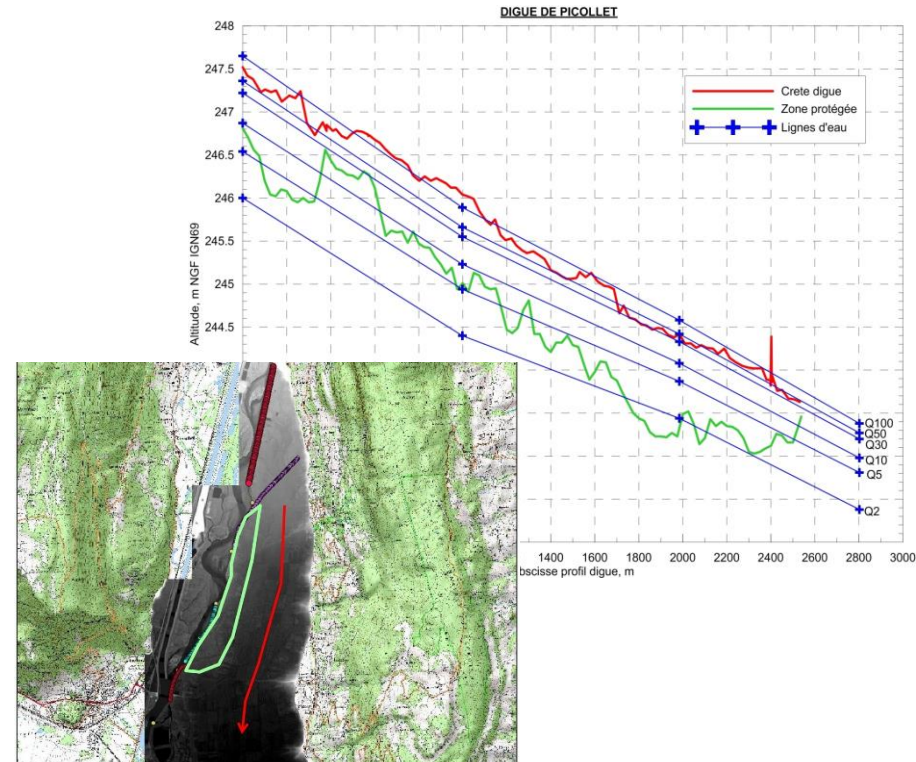 DIGUE DE PICOLLET
248
247.5
247
246.5
246
245.5
245
244.5
Altitude, m NGF IGN69
Crete digue
Zone protégée
Lignes d'eau
Q100
Q50
Q30
Q10
Q5
Q2
1400 1600 1800 2000 2200 2400 2600 2800 3000
bscisse profil digue, m